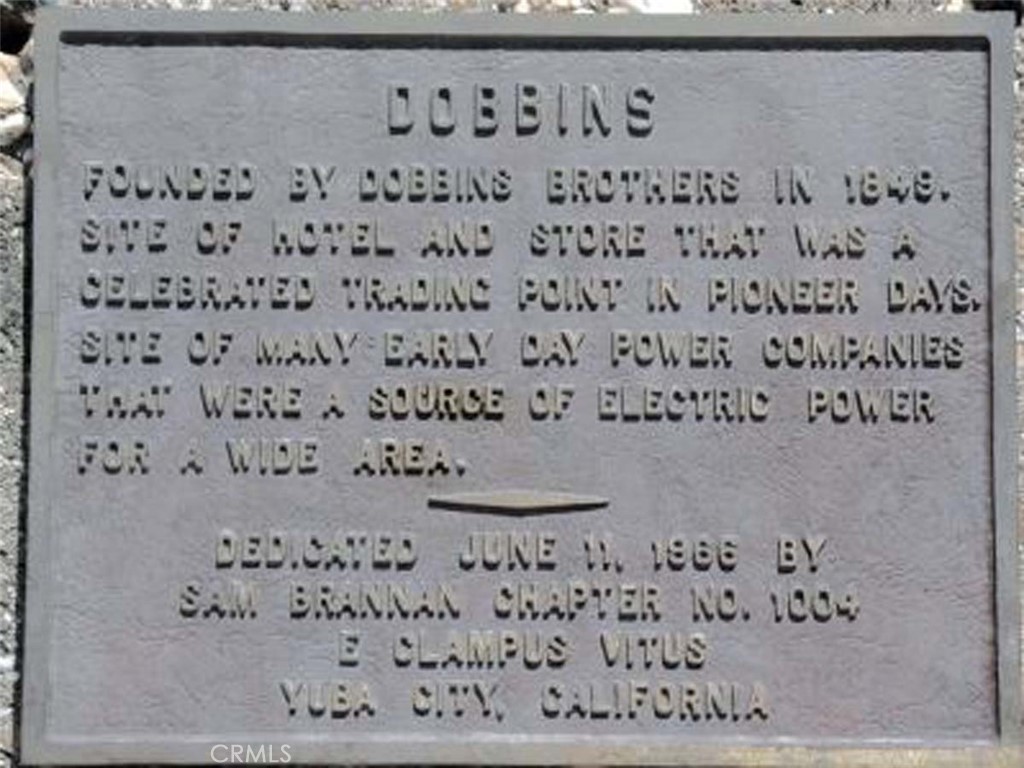 DOBBINS
FOUNDED BY DOBBINS BROTHERS IN 1849.
SITE OF HOTEL AND STORE THAT WAS A
CELEBRATED TRADING POINT IN PIONEER DAYS.
SITE OF MANY EARLY DAY POWER COMPANIES
THAT WERE A SOURCE OF ELECTRIC POWER
FOR A WIDE AREA.
DEDICATED JUNE 11, 1966 BY
SAM BRANNAN CHAPTER NO. 1004
E CLAMPUS VITUS
YUBA CITY, CALIFORNIA
CRMLS